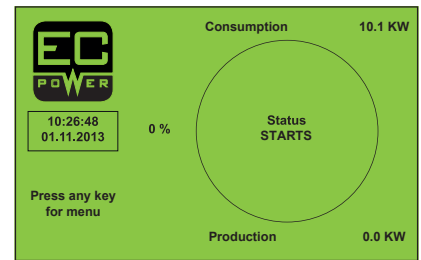 EC
POWER
10:26:48
01.11.2013
Press any key
for menu
Consumption 10.1 KW
0 %
Status
STARTS
Production 0.0 KW